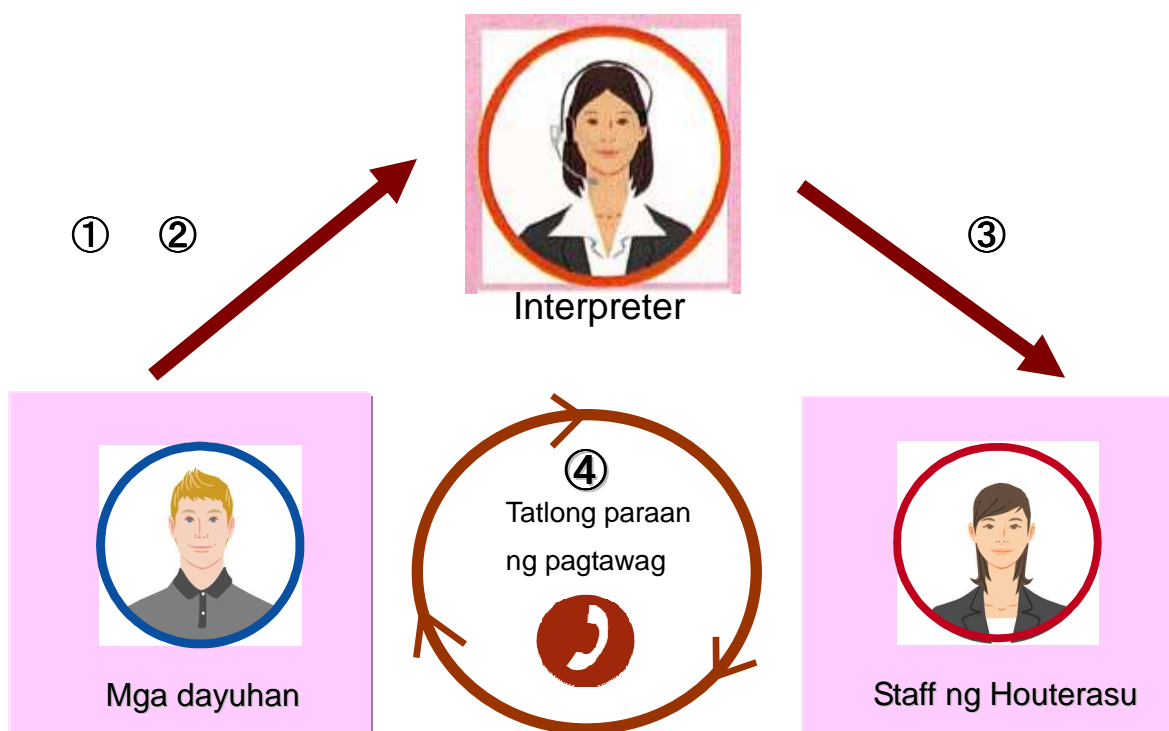 Interpreter
① ②
③
④
Tatlong paraan
ng pagtawag
Mga dayuhan
Staff ng Houterasu